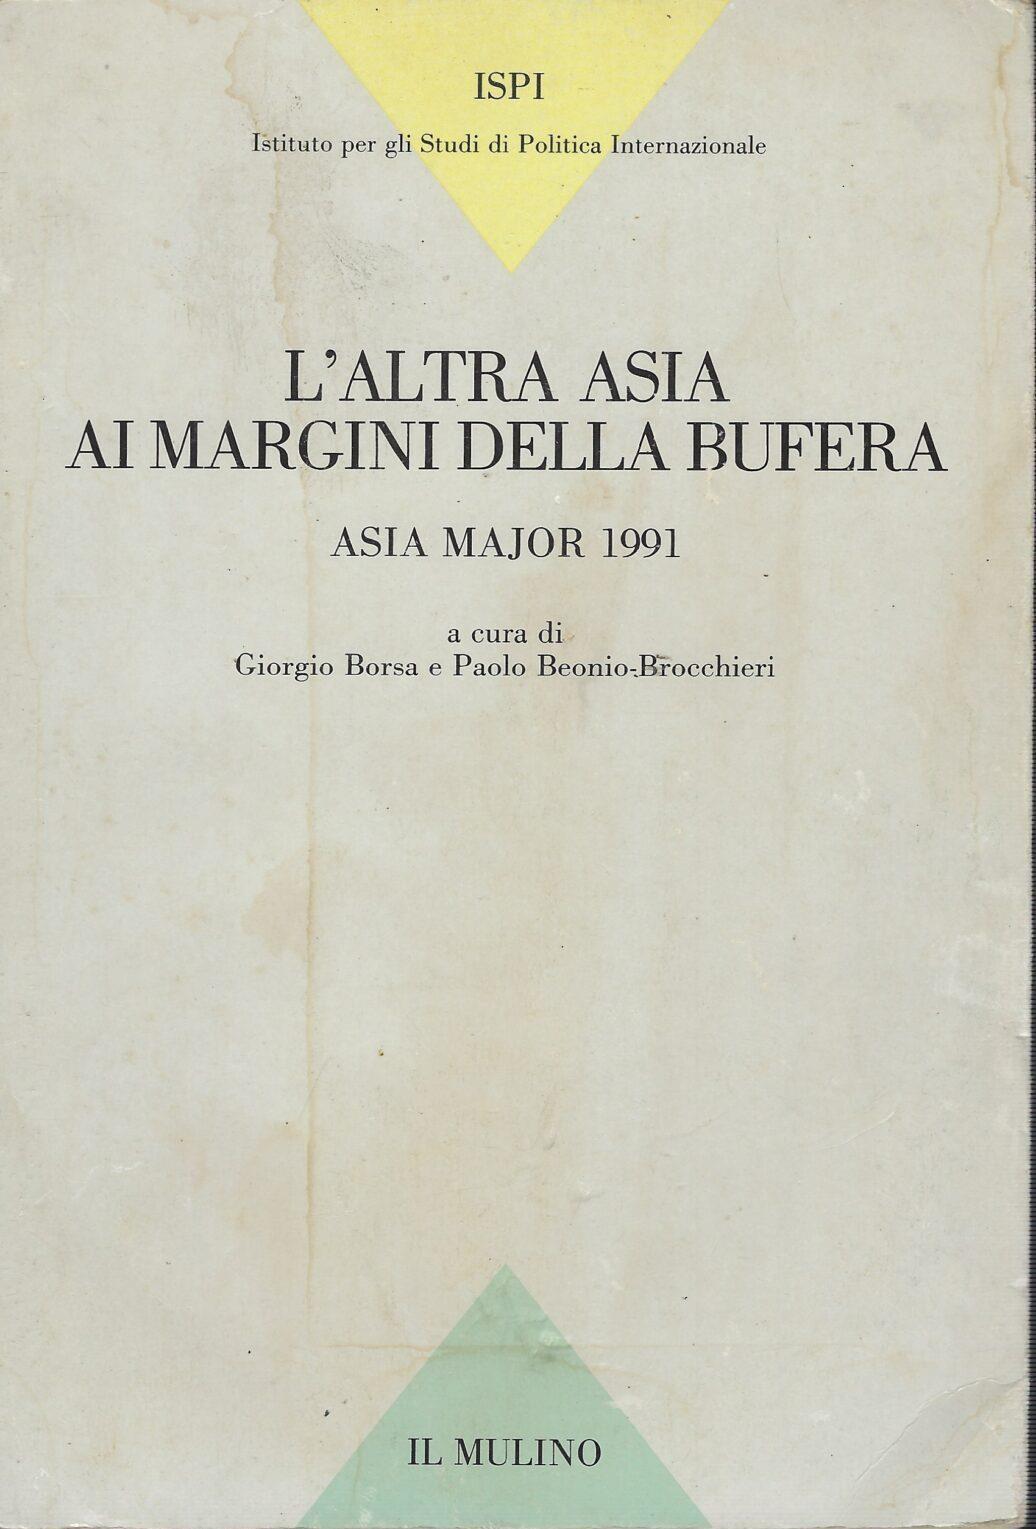 ISPI
Istituto per gli Studi di Politica Internazionale
L'ALTRA ASIA
AI MARGINI DELLA BUFERA
ASIA MAJOR 1991
a cura di
Giorgio Borsa e Paolo Beonio-Brocchieri
IL MULINO